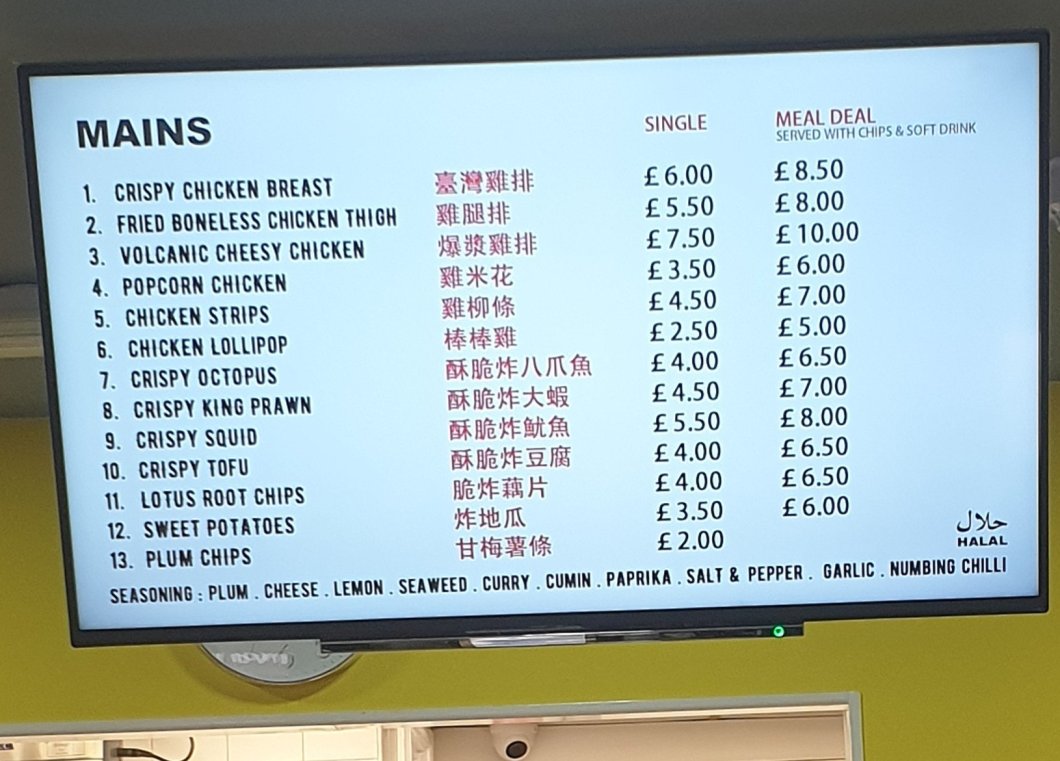 MAINS SINGLE MEAL DEAL
SERVED WITH CHIPS & SOFT DRINK
1. CRISPY CHICKEN BREAST 臺灣雞排 £6.00 £8.50
2. FRIED BONELESS CHICKEN THIGH 雞腿排 £5.50 £8.00
3. VOLCANIC CHEESY CHICKEN 爆漿雞排 £7.50 £10.00
4. POPCORN CHICKEN 雞米花 £3.50 £6.00
5. CHICKEN STRIPS 雞柳條 £4.50 £7.00
6. CHICKEN LOLLIPOP 棒棒雞 £2.50 £5.00
7. CRISPY OCTOPUS 酥脆炸八爪魚 £4.00 £6.50
8. CRISPY KING PRAWN 酥脆炸大蝦 £4.50 £7.00
9. CRISPY SQUID 酥脆炸魷魚 £5.50 £8.00
10. CRISPY TOFU 酥脆炸豆腐 £4.00 £6.50
11. LOTUS ROOT CHIPS 脆炸藕片 £4.00 £6.50
12. SWEET POTATOES 炸地瓜 £3.50 £6.00
13. PLUM CHIPS 甘梅薯條 £2.00
حلال
HALAL
SEASONING : PLUM . CHEESE . LEMON . SEAWEED . CURRY . CUMIN . PAPRIKA . SALT & PEPPER . GARLIC . NUMBING CHILLI